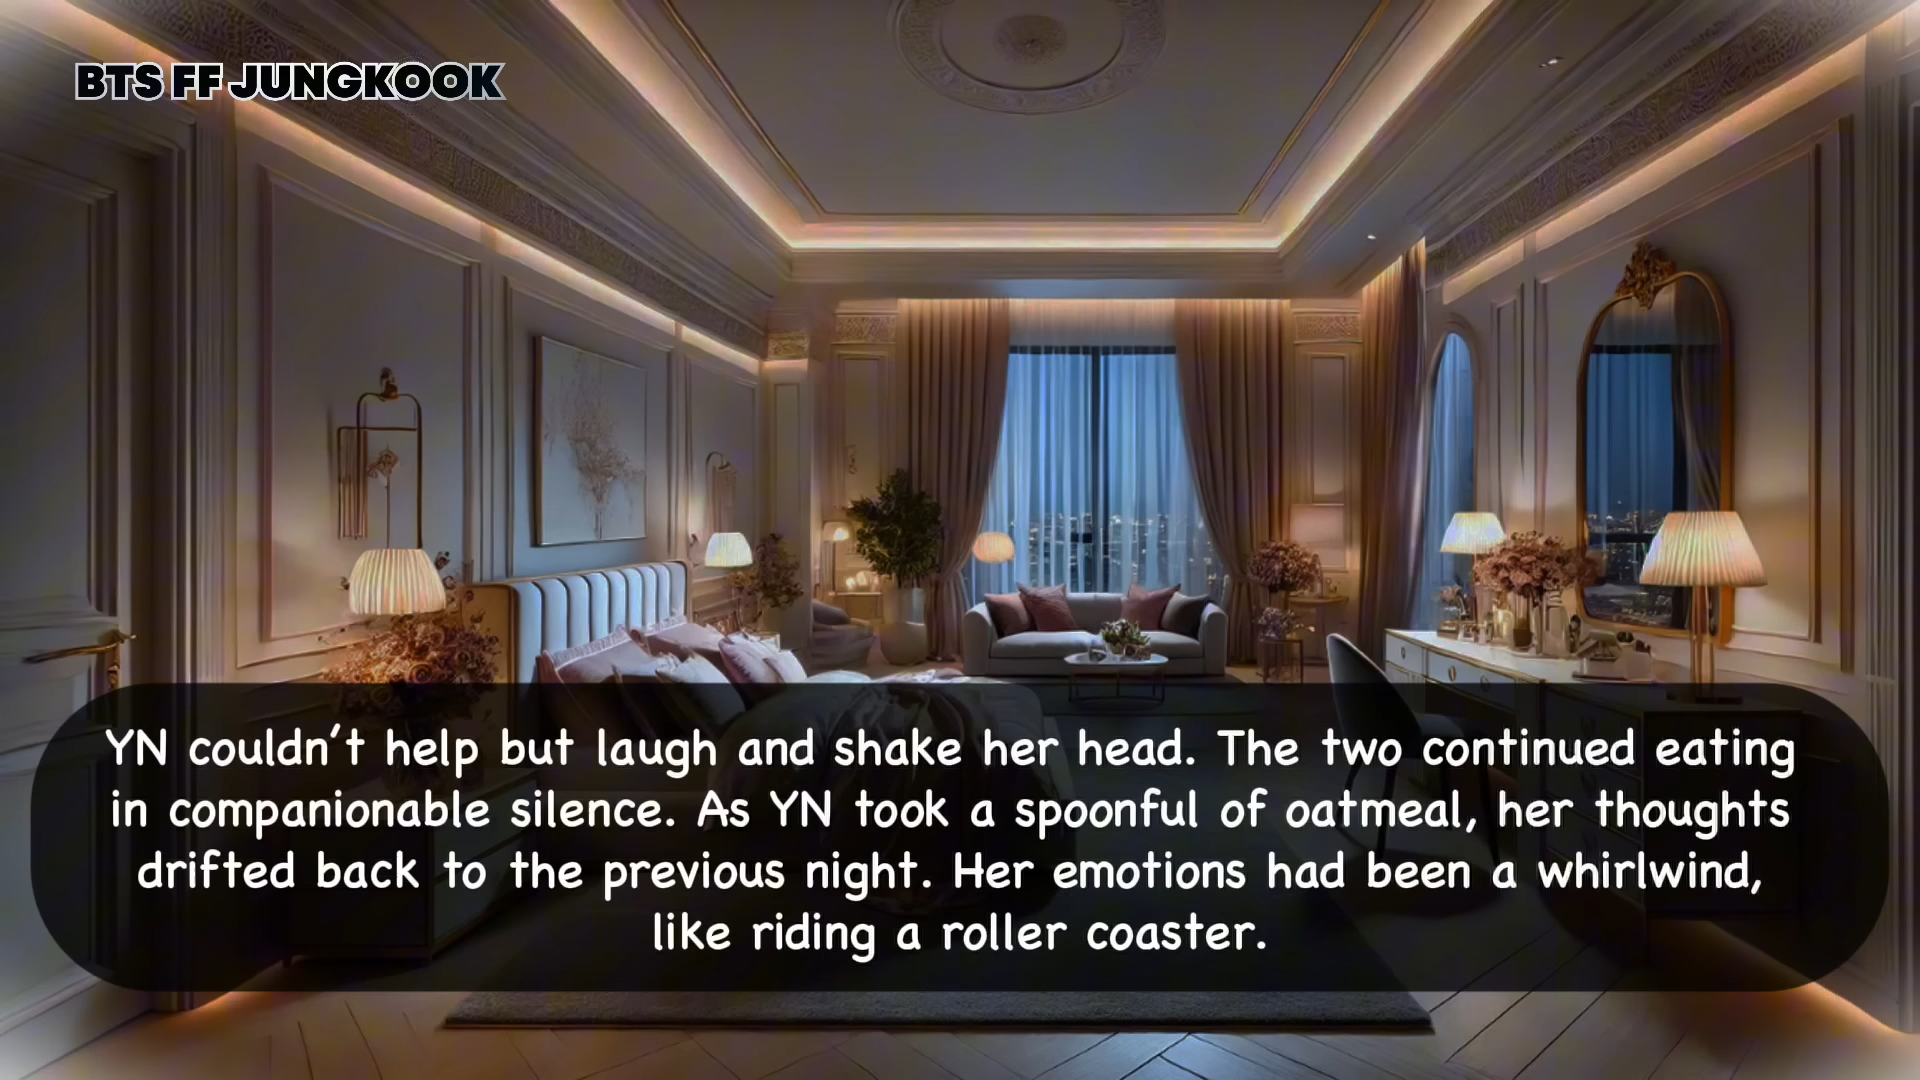 BTS FF JUNGKOOK
YN couldn't help but laugh and shake her head. The two continued eating
in companionable silence. As YN took a spoonful of oatmeal, her thoughts
drifted back to the previous night. Her emotions had been a whirlwind,
like riding a roller coaster.